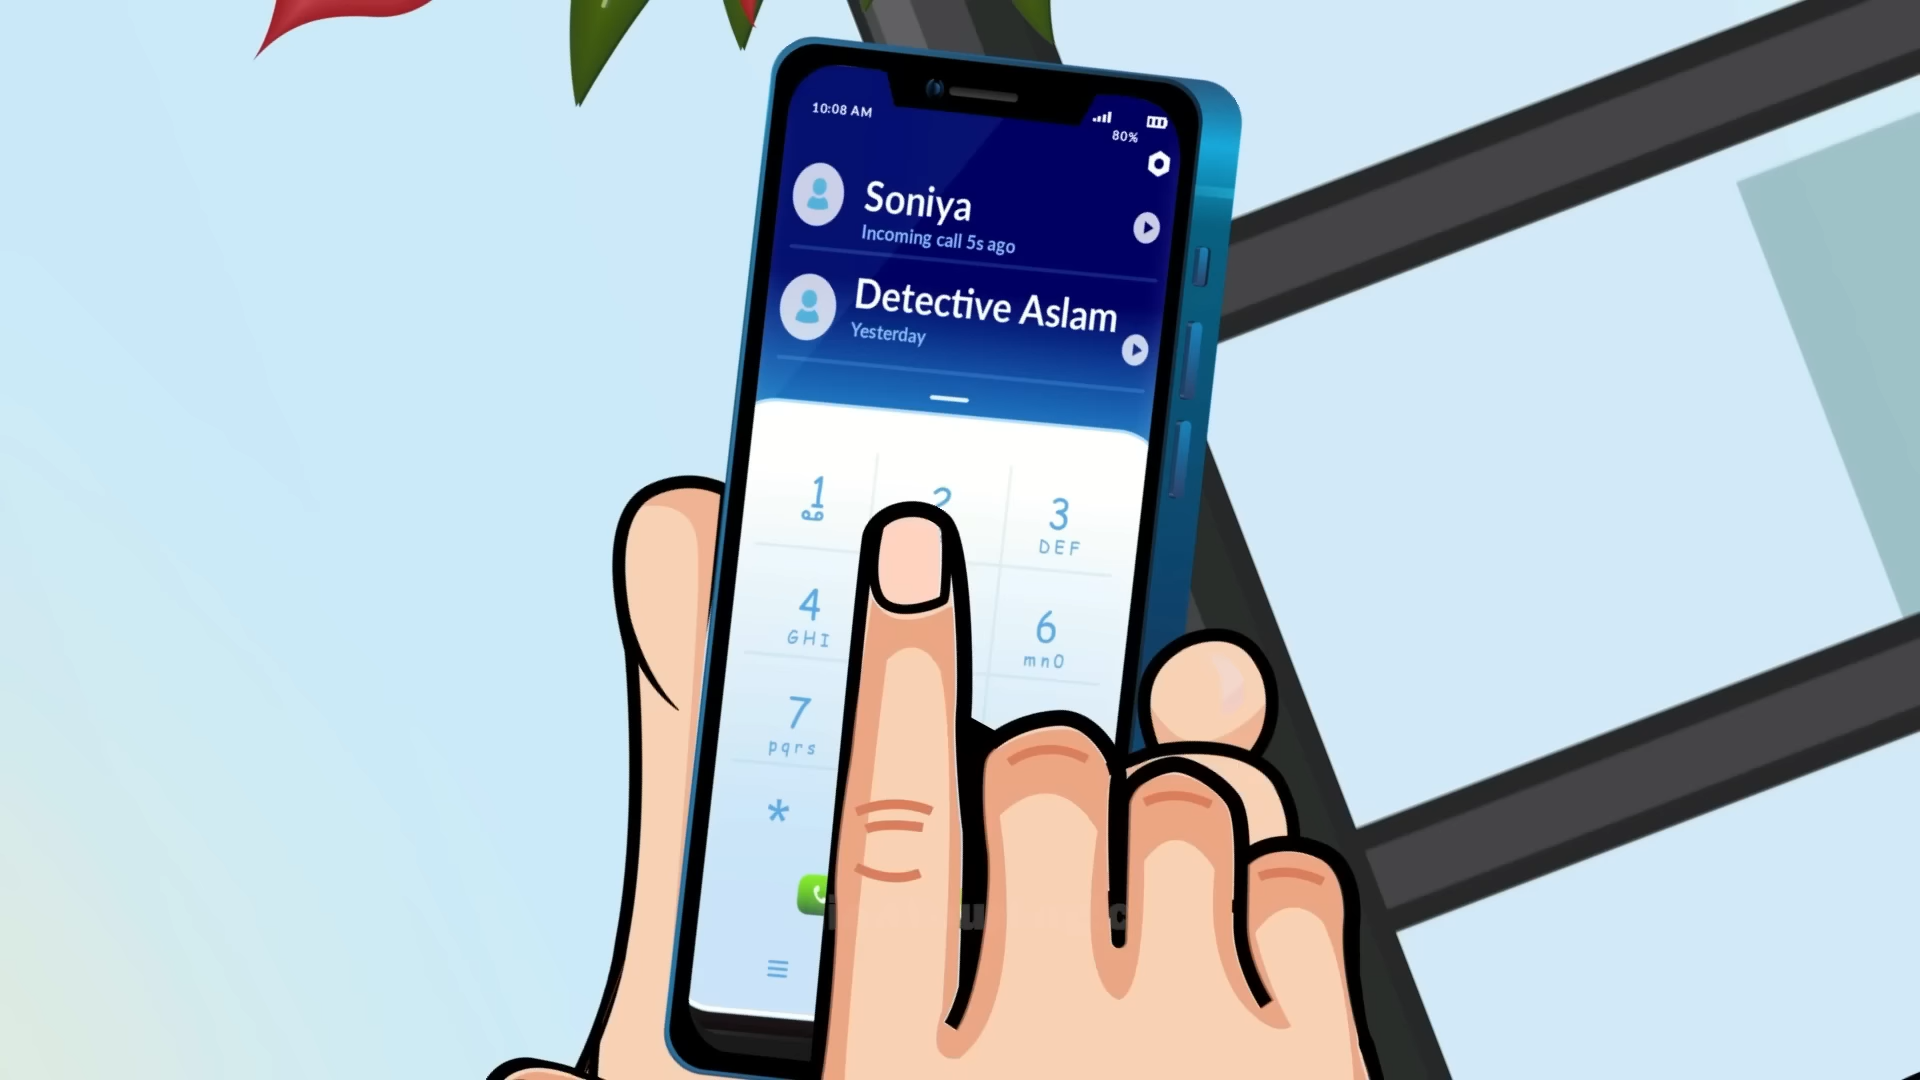 10:08 AM
80%
Soniya
Incoming call 5s ago
Detective Aslam
Yesterday
1 2 3
DEF
4 6
GHI mnO
7
pqrs
*